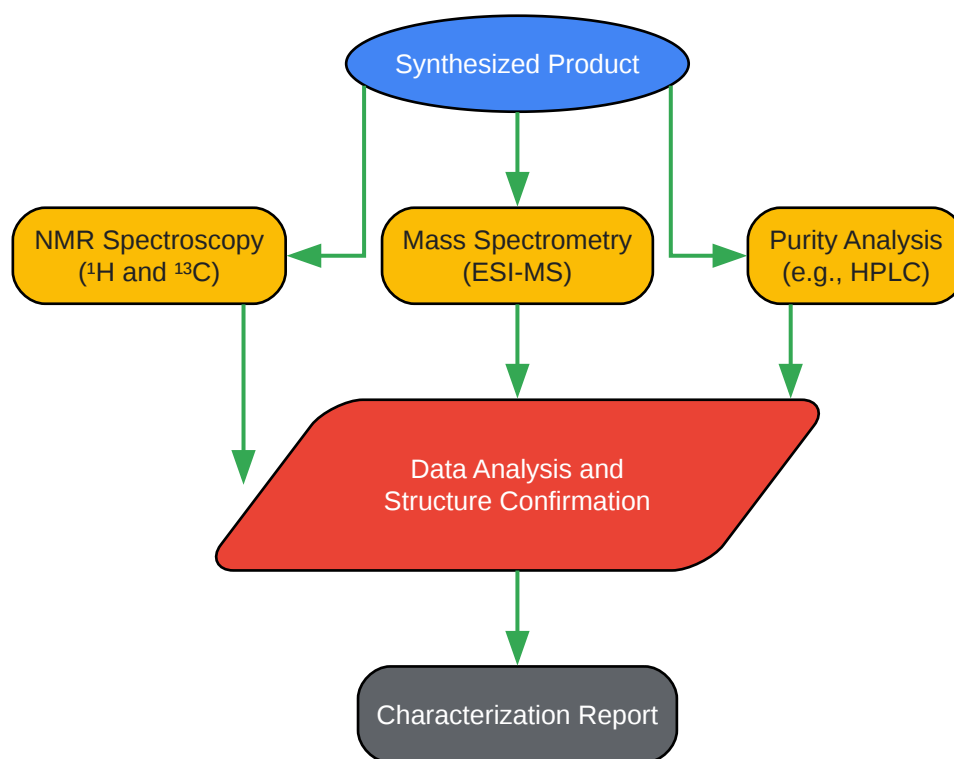 Synthesized Product
NMR Spectroscopy
(¹H and ¹³C)
Mass Spectrometry
(ESI-MS)
Purity Analysis
(e.g., HPLC)
Data Analysis and
Structure Confirmation
Characterization Report